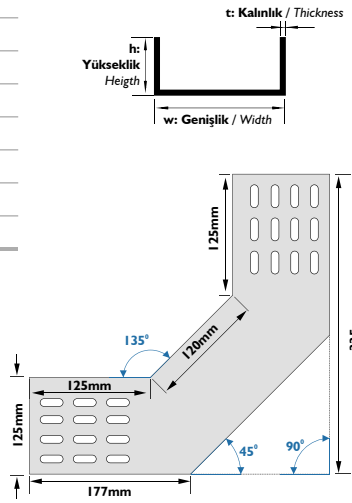 t: Kalınlık / Thickness
h:
Yükseklik
Heigth
w: Genişlik / Width
125mm
135°
120mm
125mm
125mm
45°
90°
177mm